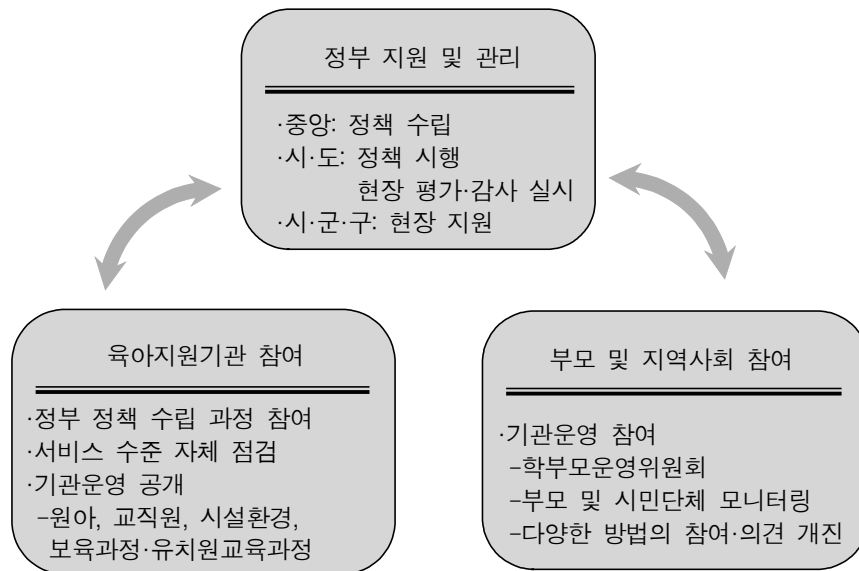 정부 지원 및 관리
·중앙: 정책 수립
·시·도: 정책 시행
현장 평가·감사 실시
·시·군·구: 현장 지원
육아지원기관 참여
·정부 정책 수립 과정 참여
·서비스 수준 자체 점검
·기관운영 공개
-원아, 교직원, 시설환경,
보육과정·유치원교육과정
부모 및 지역사회 참여
·기관운영 참여
-학부모운영위원회
-부모 및 시민단체 모니터링
-다양한 방법의 참여·의견 개진